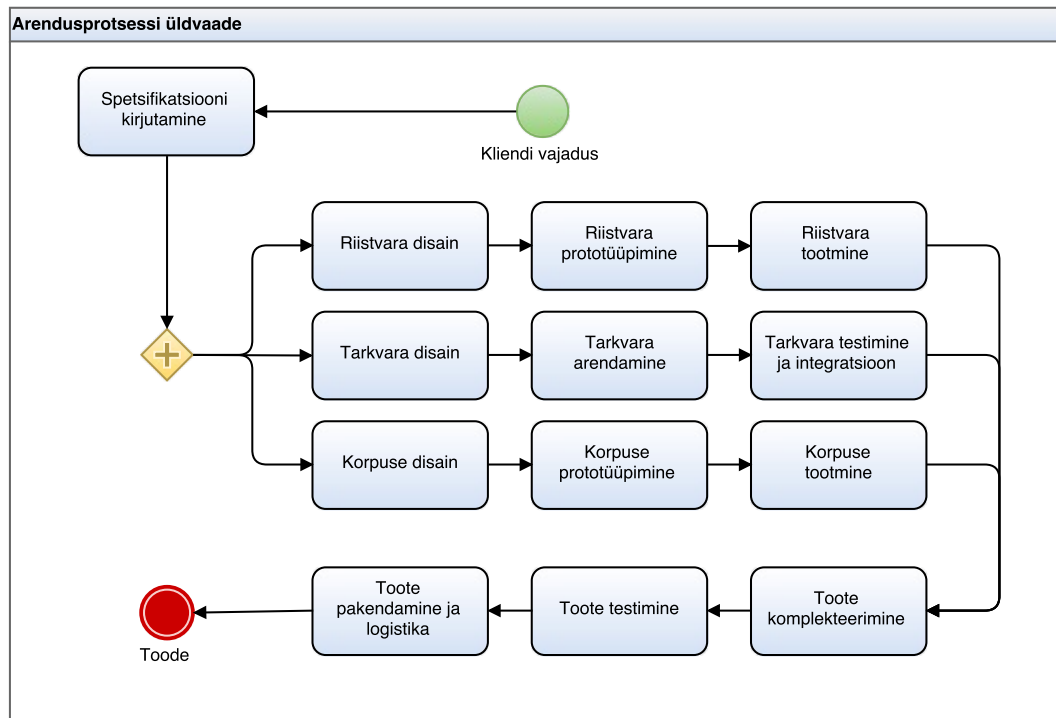 Arendusprotsessi üldvaade
Spetsifikatsiooni
kirjutamine
Kliendi vajadus
Riistvara disain
Riistvara
prototüüpimine
Riistvara
tootmine
Tarkvara disain
Tarkvara
arendamine
Tarkvara testimine
ja integratsioon
Korpuse disain
Korpuse
prototüüpimine
Korpuse
tootmine
Toode
Toote
pakendamine ja
logistika
Toote testimine
Toote
komplekteerimine